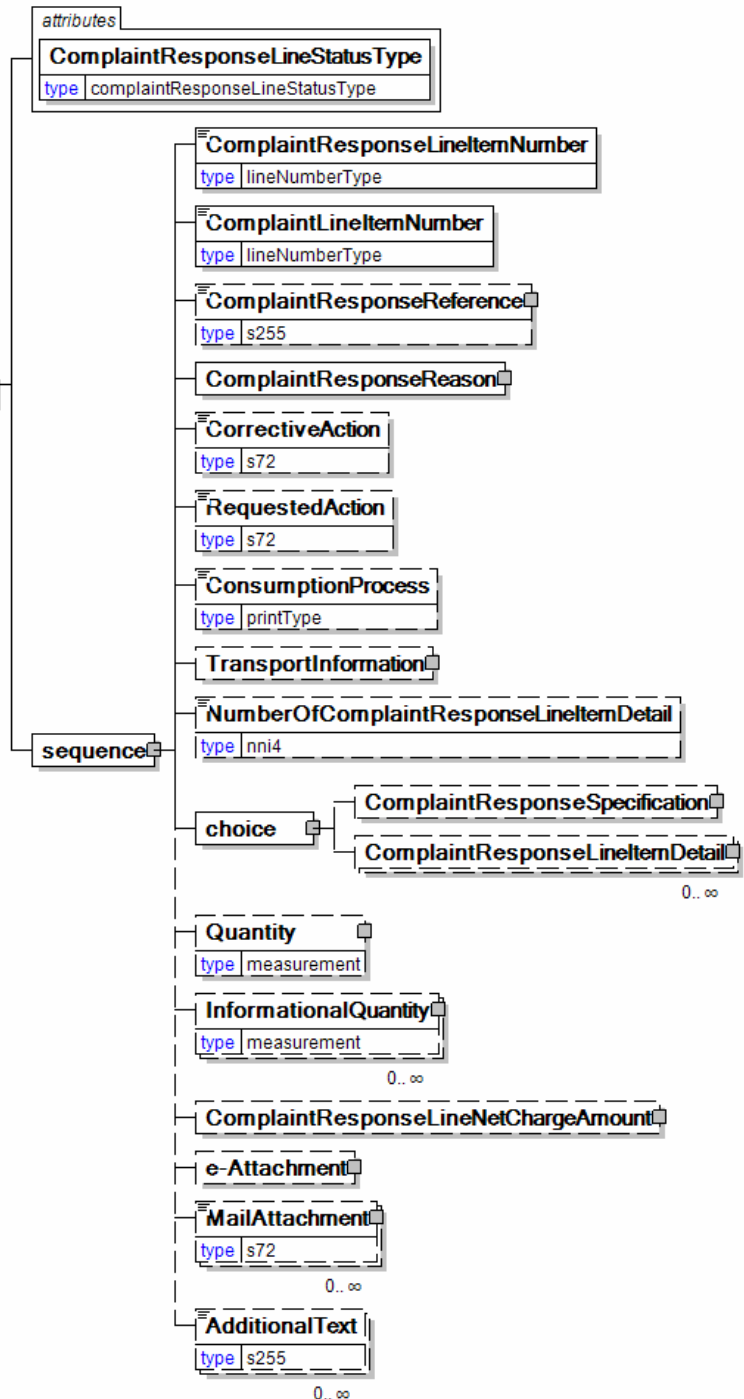 attributes
ComplaintResponseLineStatusType
type complaintResponseLineStatusType
ComplaintResponseLineItemNumber
type lineNumberType
ComplaintLineItemNumber
type lineNumberType
ComplaintResponseReference
type s255
ComplaintResponseReason
CorrectiveAction
type s72
RequestedAction
type s72
ConsumptionProcess
type printType
TransportInformation
NumberOfComplaintResponseLineItemDetail
type nni4
sequence
choice
ComplaintResponseSpecification
ComplaintResponseLineItemDetail
0.. ∞
Quantity
type measurement
InformationalQuantity
type measurement
0.. ∞
ComplaintResponseLineNetChargeAmount
e-Attachment
MailAttachment
type s72
0.. ∞
AdditionalText
type s255
0.. ∞